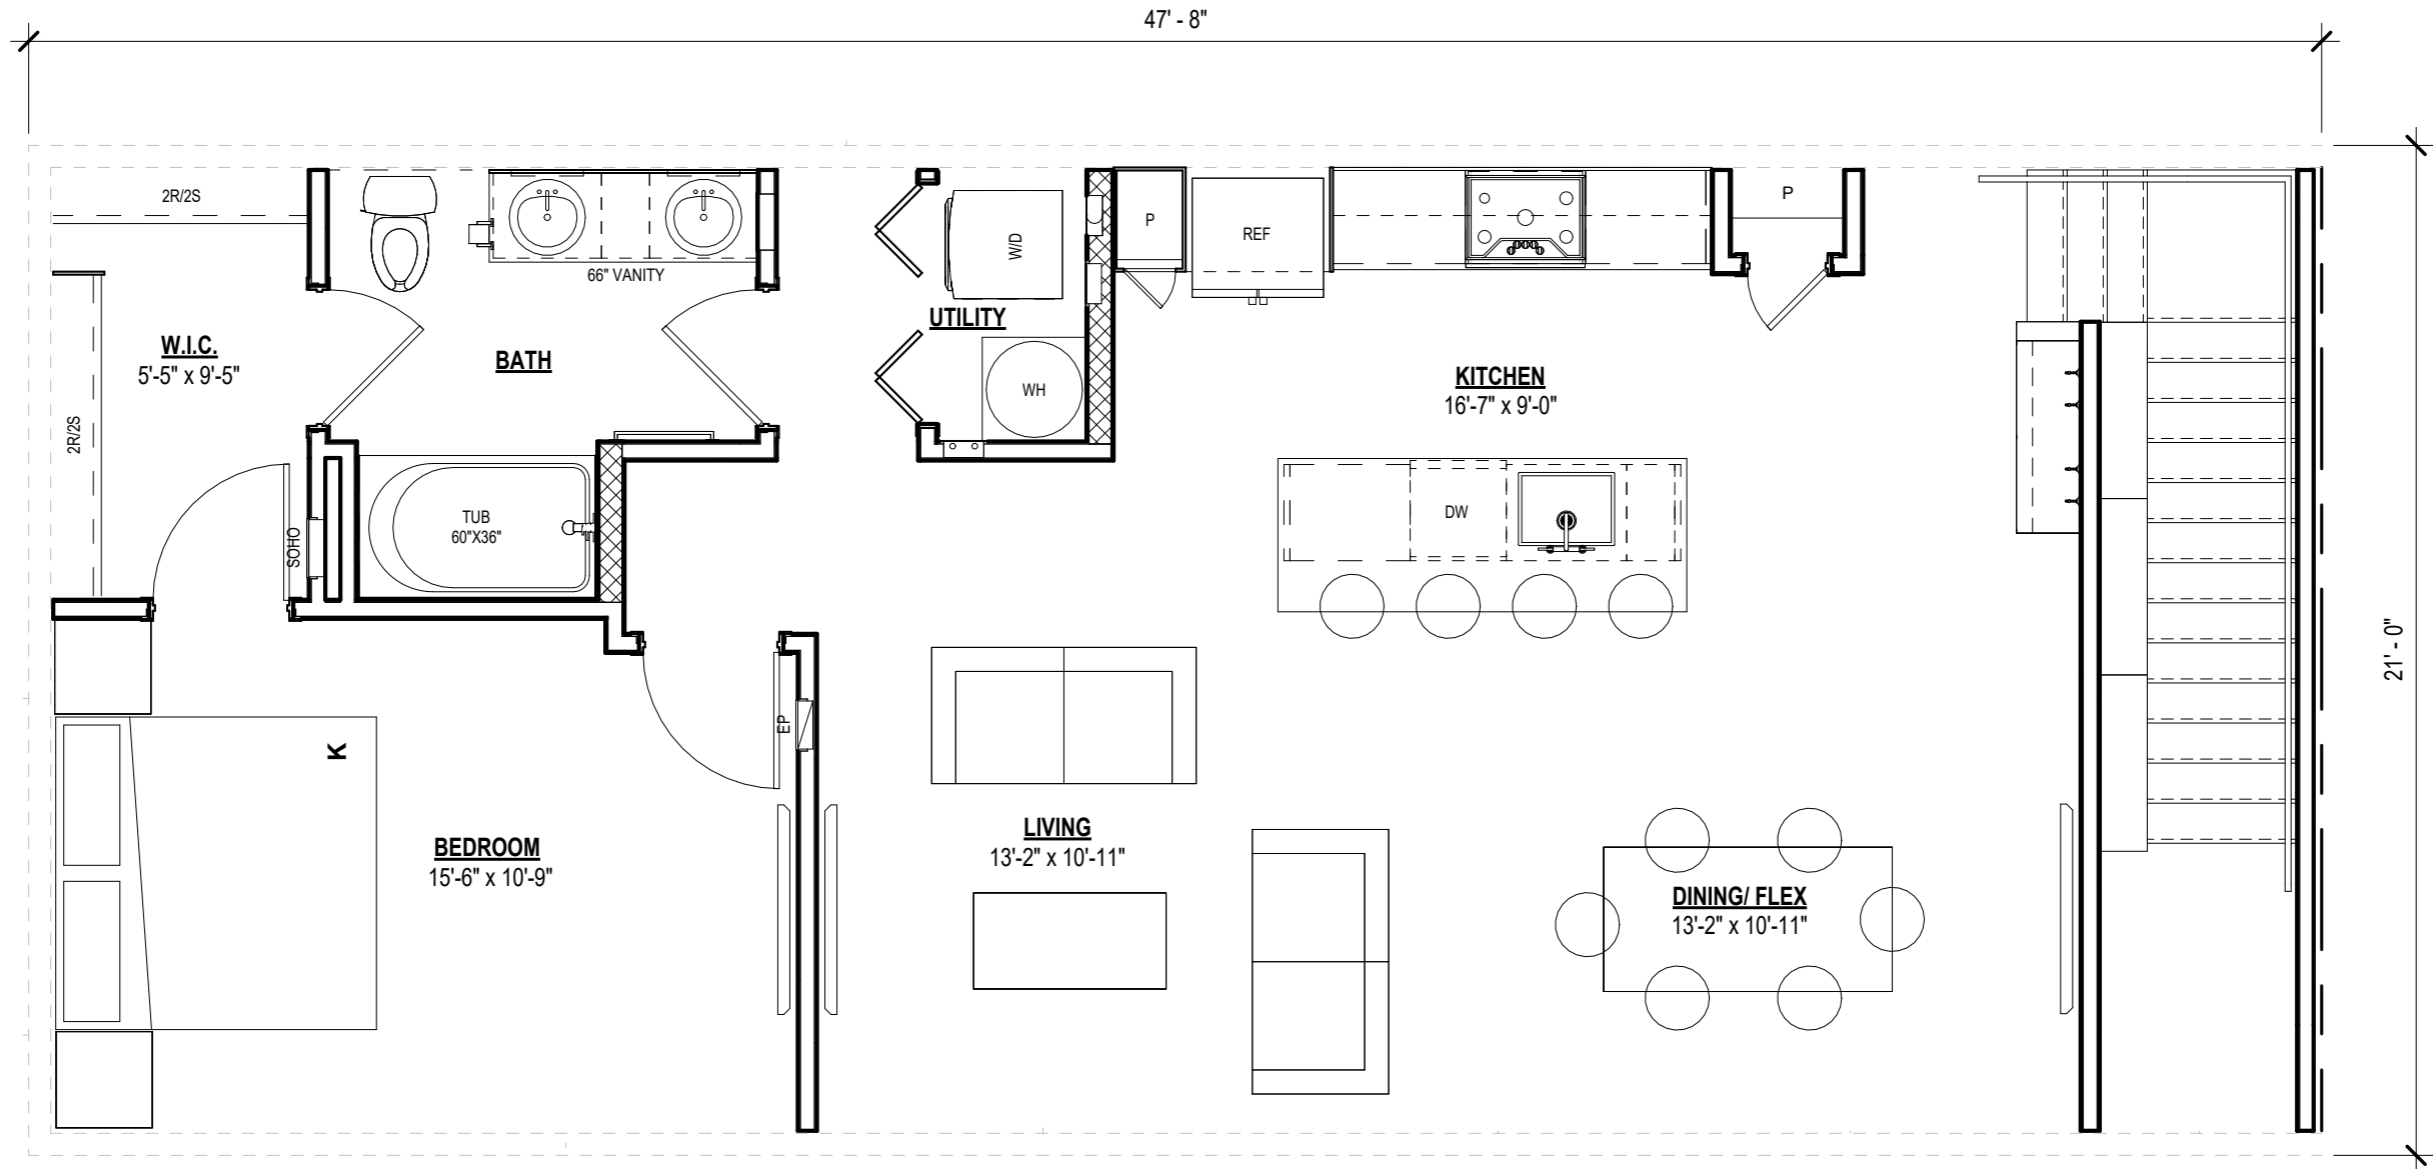 47' - 8"
2R/2S
66" VANITY
W/D
P
REF
P
UTILITY
W.I.C.
5'-5" x 9'-5"
BATH
WH
KITCHEN
16'-7" x 9'-0"
2R/2S
TUB
60"X36"
SOHO
DW
21' - 0"
EP
K
LIVING
13'-2" x 10'-11"
BEDROOM
15'-6" x 10'-9"
DINING/ FLEX
13'-2" x 10'-11"